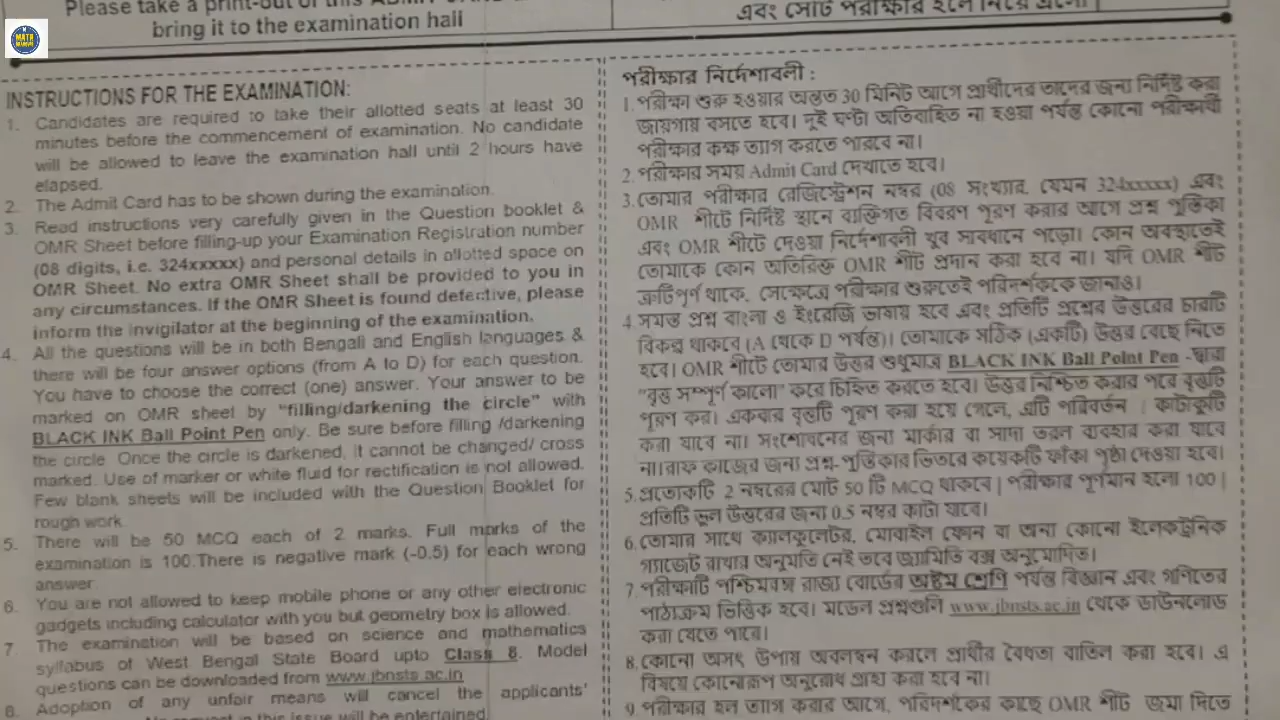 Please take a print-out of this
bring it to the examination hall
এবং সেটি পরীক্ষার হলে নিয়ে এসো |
INSTRUCTIONS FOR THE EXAMINATION:
1. Candidates are required to take their allotted seats at least 30
minutes before the commencement of examination. No candidate
will be allowed to leave the examination hall until 2 hours have
elapsed.
2. The Admit Card has to be shown during the examination.
3. Read instructions very carefully given in the Question booklet &
OMR Sheet before filling-up your Examination Registration number
(08 digits, i.e. 324xxxxx) and personal details in allotted space on
OMR Sheet. No extra OMR Sheet shall be provided to you in
any circumstances. If the OMR Sheet is found defective, please
inform the invigilator at the beginning of the examination.
4. All the questions will be in both Bengali and English languages &
there will be four answer options (from A to D) for each question.
You have to choose the correct (one) answer. Your answer to be
marked on OMR sheet by "filling/darkening the circle" with
BLACK INK Ball Point Pen only. Be sure before filling /darkening
the circle. Once the circle is darkened, it cannot be changed/ cross
marked. Use of marker or white fluid for rectification is not allowed.
Few blank sheets will be included with the Question Booklet for
rough work.
5. There will be 50 MCQ each of 2 marks. Full marks of the
examination is 100.There is negative mark (-0.5) for each wrong
answer.
6. You are not allowed to keep mobile phone or any other electronic
gadgets including calculator with you but geometry box is allowed.
7. The examination will be based on science and mathematics
syllabus of West Bengal State Board upto Class 8. Model
questions can be downloaded from www.jbnsts.ac.in
8. Adoption of any unfair means will cancel the applicants'
in this issue will be entertained.
পরীক্ষার নির্দেশাবলী :
1. পরীক্ষা শুরু হওয়ার অন্তত 30 মিনিট আগে প্রার্থীদের তাদের জন্য নির্দিষ্ট করা
জায়গায় বসতে হবে। দুই ঘণ্টা অতিবাহিত না হওয়া পর্যন্ত কোনো পরীক্ষার্থী
পরীক্ষার কক্ষ ত্যাগ করতে পারবে না।
2. পরীক্ষার সময় Admit Card দেখাতে হবে।
3. তোমার পরীক্ষার রেজিস্ট্রেশন নম্বর (08 সংখ্যার, যেমন 324xxxxx) এবং
OMR শীটে নির্দিষ্ট স্থানে ব্যক্তিগত বিবরণ পূরণ করার আগে প্রশ্ন পুস্তিকা
এবং OMR শীটে দেওয়া নির্দেশাবলী খুব সাবধানে পড়ো। কোন অবস্থাতেই
তোমাকে কোন অতিরিক্ত OMR শীট প্রদান করা হবে না। যদি OMR শীট
ত্রুটিপূর্ণ থাকে, সেক্ষেত্রে পরীক্ষার শুরুতেই পরিদর্শককে জানাও।
4 সমস্ত প্রশ্ন বাংলা ও ইংরেজি ভাষায় হবে এবং প্রতিটি প্রশ্নের উত্তরের চারটি
বিকল্প থাকবে (A থেকে D পর্যন্ত)। তোমাকে সঠিক (একটি) উত্তর বেছে নিতে
হবে। OMR শীটে তোমার উত্তর শুধুমাত্র BLACK INK Ball Point Pen -দ্বারা
"বৃত্ত সম্পূর্ণ কালো" করে চিহ্নিত করতে হবে। উত্তর নিশ্চিত করার পরে বৃত্তটি
পূরণ কর। একবার বৃত্তটি পূরণ করা হয়ে গেলে, এটি পরিবর্তন / কাটাকুটি
করা যাবে না। সংশোধনের জন্য মার্কার বা সাদা তরল ব্যবহার করা যাবে
না। রাফ কাজের জন্য প্রশ্ন-পুস্তিকার ভিতরে কয়েকটি ফাঁকা পৃষ্ঠা দেওয়া হবে।
5. প্রত্যেকটি 2 নম্বরের মোট 50 টি MCQ থাকবে | পরীক্ষার পূর্ণমান হলো 100 |
প্রতিটি ভুল উত্তরের জন্য 0.5 নম্বর কাটা যাবে।
6. তোমার সাথে ক্যালকুলেটর, মোবাইল ফোন বা অন্য কোনো ইলেকট্রনিক
গ্যাজেট রাখার অনুমতি নেই তবে জ্যামিতি বক্স অনুমোদিত।
7. পরীক্ষাটি পশ্চিমবঙ্গ রাজ্য বোর্ডের অষ্টম শ্রেণি পর্যন্ত বিজ্ঞান এবং গণিতের
পাঠ্যক্রম ভিত্তিক হবে। মডেল প্রশ্নগুলি www.jbnsts.ac.in থেকে ডাউনলোড
করা যেতে পারে।
8. কোনো অসৎ উপায় অবলম্বন করলে প্রার্থীর বৈধতা বাতিল করা হবে। এ
বিষয়ে কোনোরূপ অনুরোধ গ্রাহ্য করা হবে না।
9. পরীক্ষার হল ত্যাগ করার আগে, পরিদর্শকের কাছে OMR শীট জমা দিতে